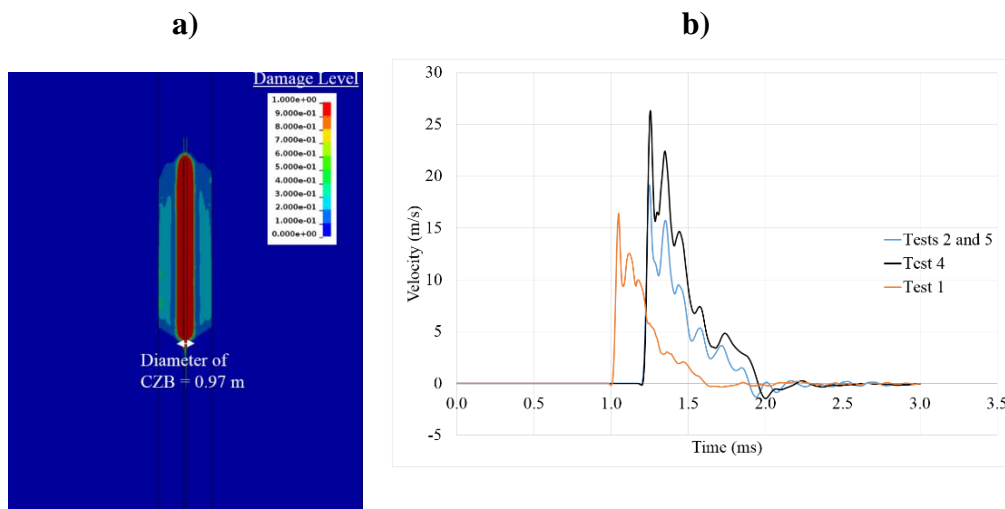 a)
b)
Damage Level
1.000e+00
9.000e-01
8.000e-01
7.000e-01
6.000e-01
5.000e-01
4.000e-01
3.000e-01
2.000e-01
1.000e-01
0.000e+00
Diameter of
CZB = 0.97 m
30
25
20
15
10
5
0
-5
Velocity (m/s)
0.0 0.5 1.0 1.5 2.0 2.5 3.0 3.5
Time (ms)
Tests 2 and 5
Test 4
Test 1